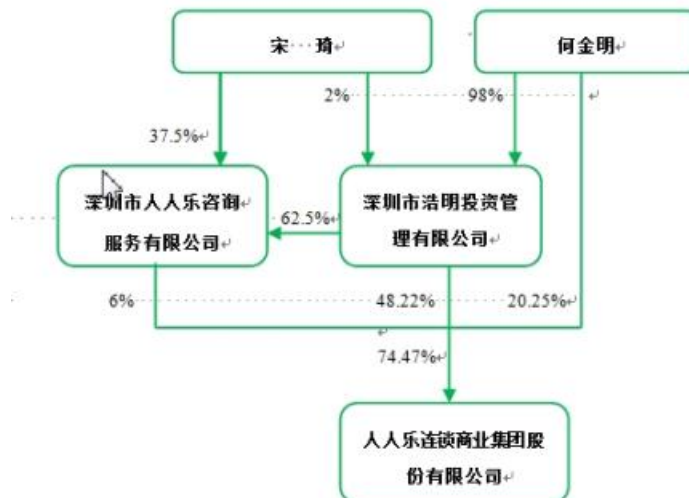 宋···琦
何金明
2%
98%
37.5%
深圳市人人乐咨询
服务有限公司
62.5%
深圳市浩明投资管
理有限公司
6%
48.22%
20.25%
74.47%
人人乐连锁商业集团股
份有限公司